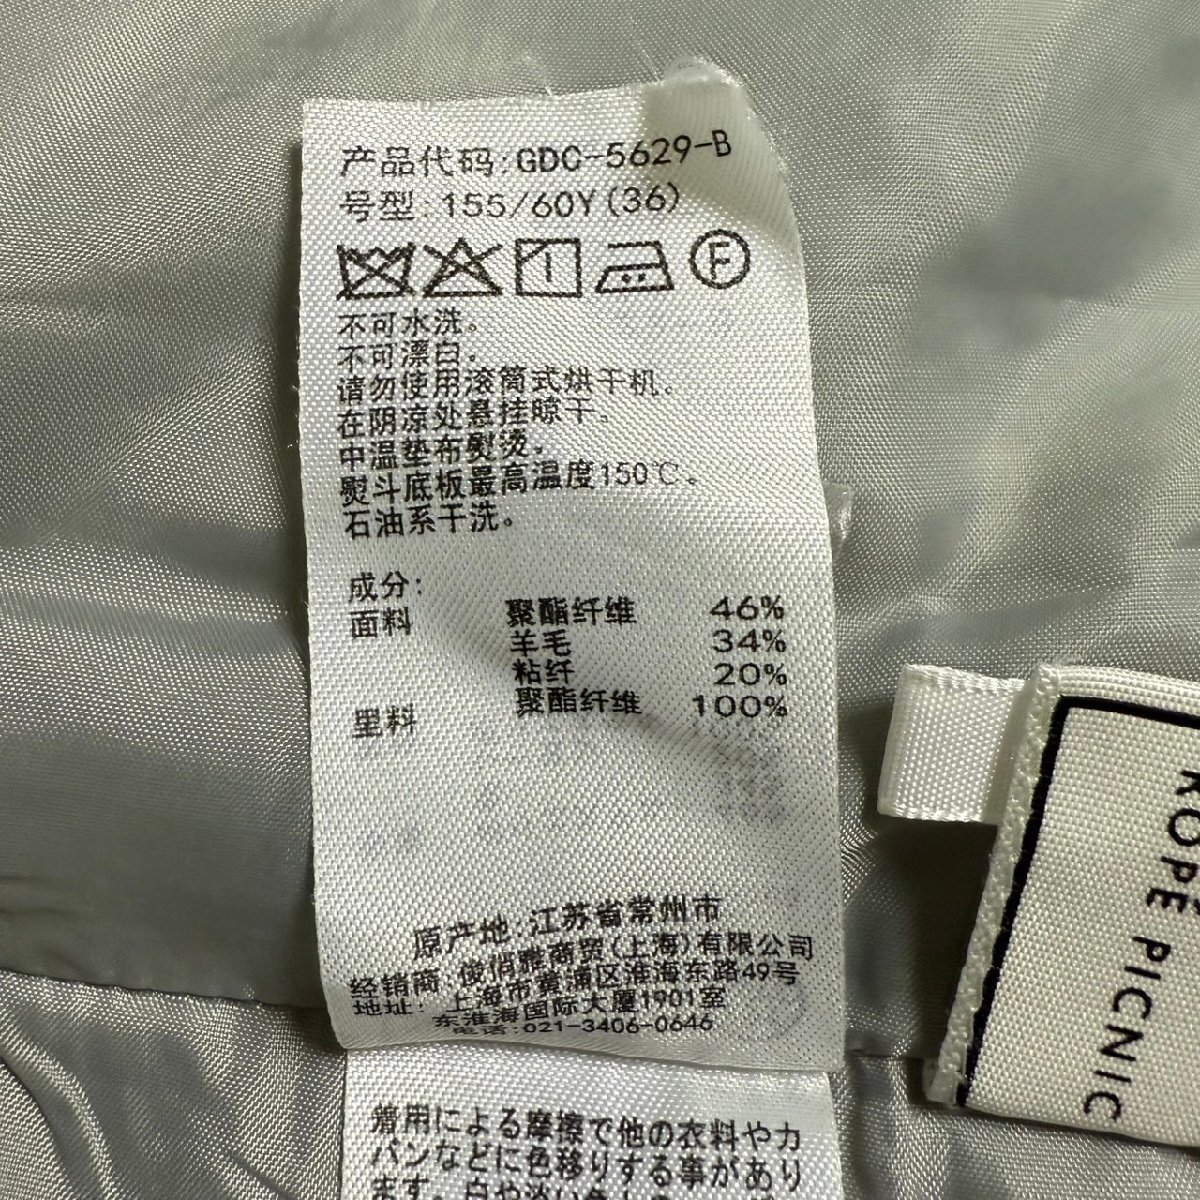 产品代码:GDC-5629-B
号型:155/60Y(36)
F
不可水洗。
不可漂白。
请勿使用滚筒式烘干机。
在阴凉处悬挂晾干。
中温垫布熨烫。
熨斗底板最高温度150℃。
石油系干洗。
成分:
面料 聚酯纤维 46%
羊毛 34%
粘纤 20%
里料 聚酯纤维 100%
原产地:江苏省常州市
经销商:俊俏雅商贸(上海)有限公司
地址:上海市黄浦区淮海东路49号
东淮海国际大厦1901室
电话:021-3406-0646
着用による摩擦で他の衣料やカ
バンなどに色移りする事があり
ます。白や淡い色
ROPÉ PICNIC